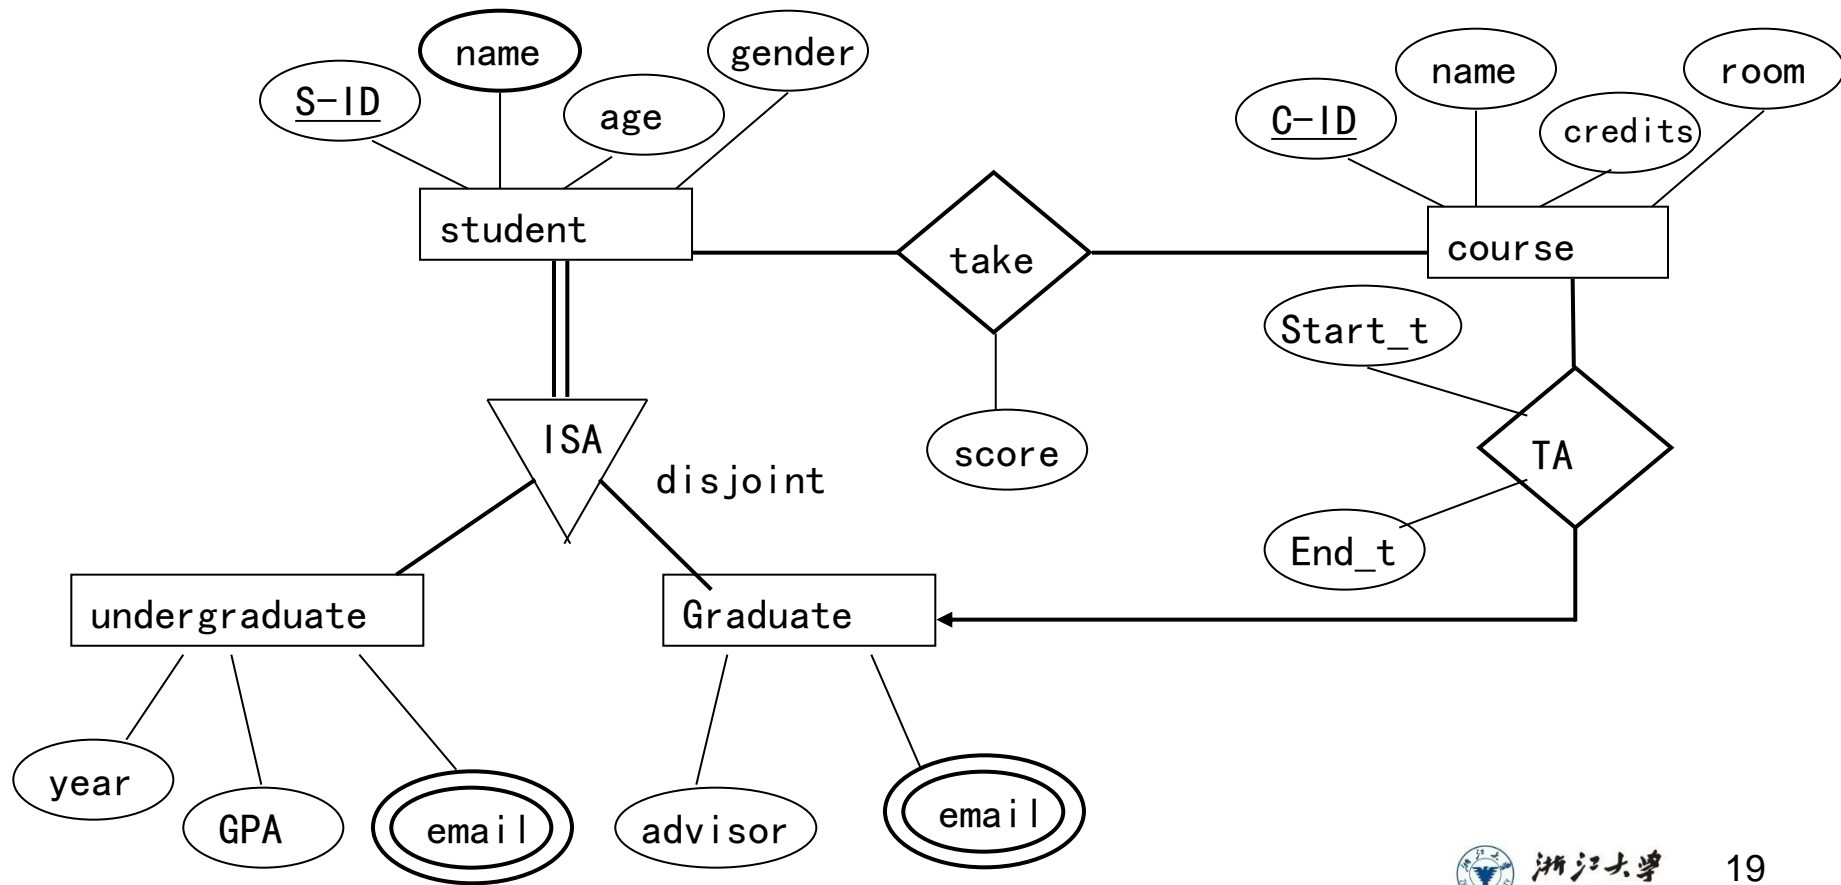 name
gender
S-ID
age
name
room
C-ID
credits
student
take
course
Start_t
ISA
disjoint
score
TA
End_t
undergraduate
Graduate
year
GPA
email
advisor
email
浙江大学
19